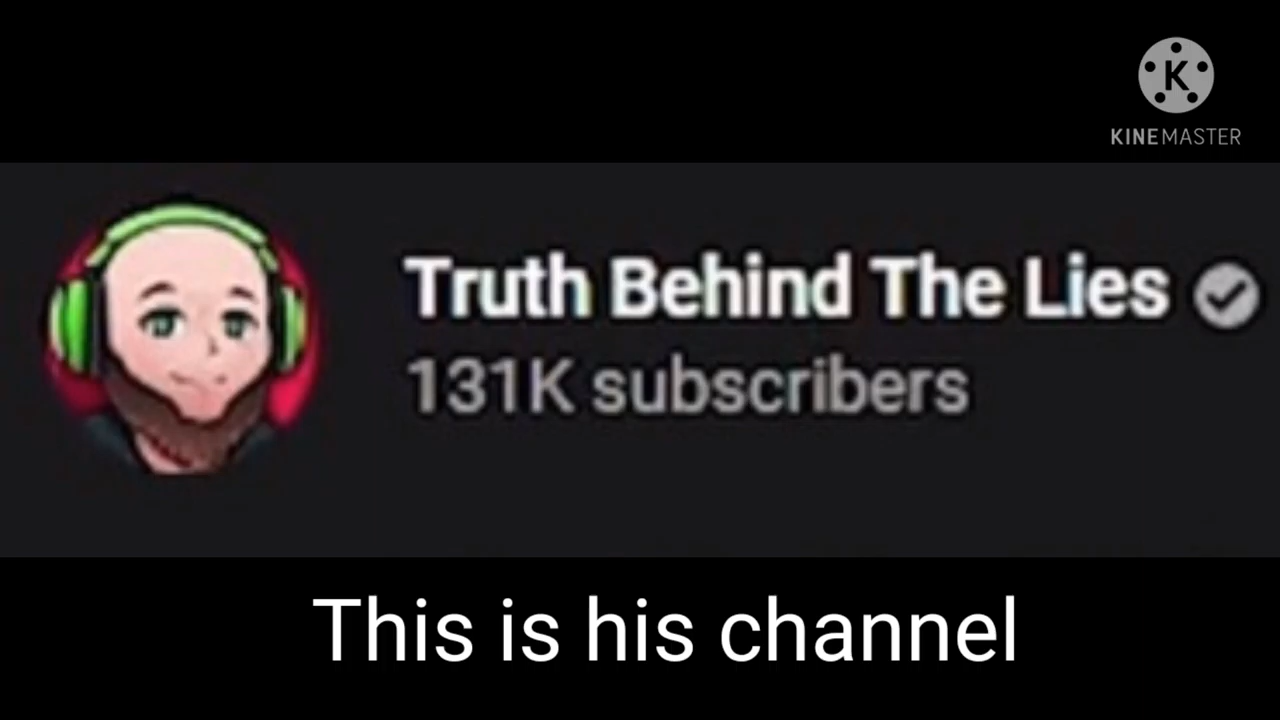 K
KINEMASTER
Truth Behind The Lies
131K subscribers
This is his channel